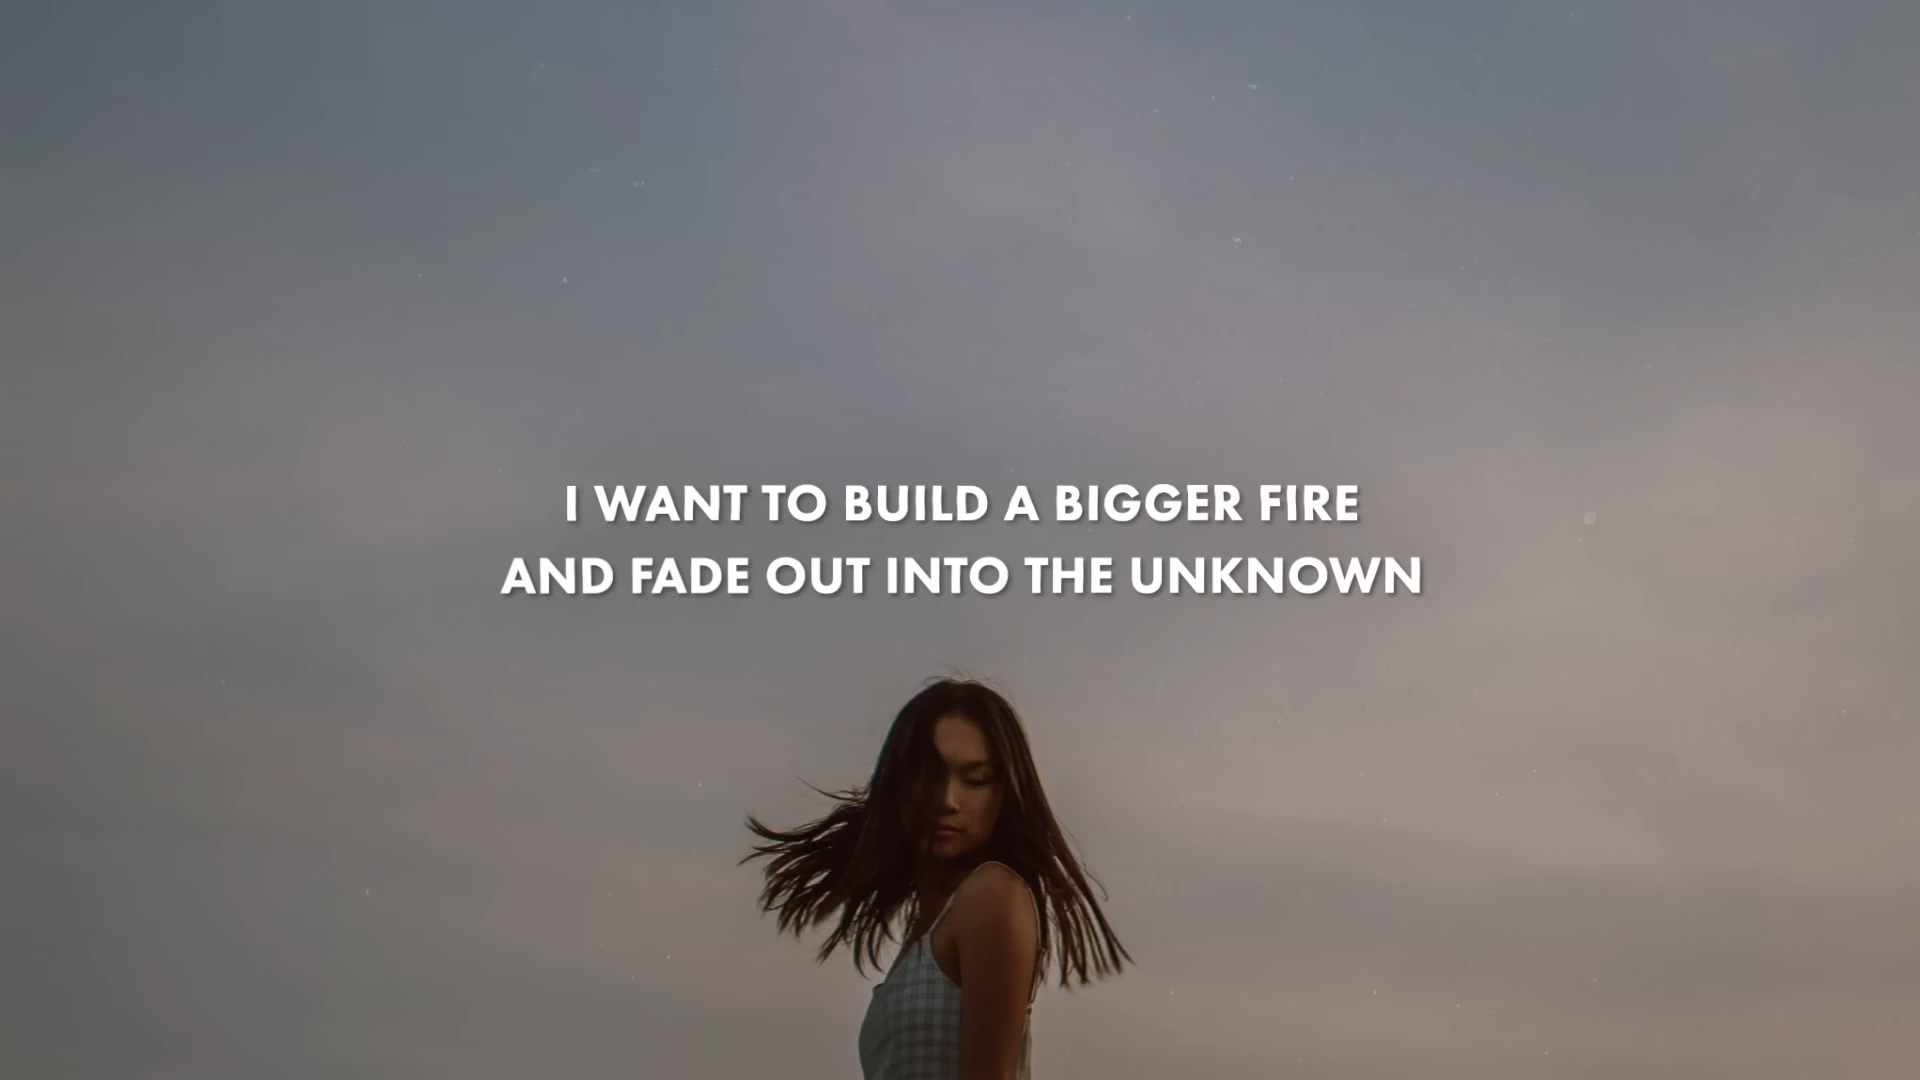 I WANT TO BUILD A BIGGER FIRE
AND FADE OUT INTO THE UNKNOWN